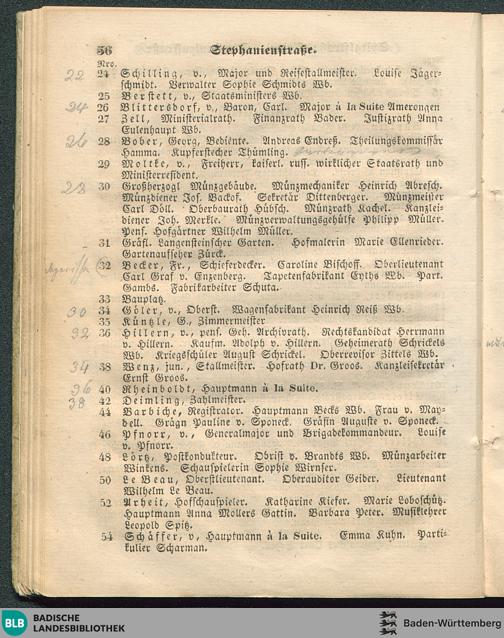 56
Stephanienstraße.
Nro.
22
24 Schilling, v., Major und Reisestallmeister. Louise Jäger-
schmidt. Verwalter Sophie Schmidts Wb.
25 Berstett, v., Staatsministers Wb.
24
26 Blittersdorf, v., Baron, Carl. Major à la Suite Amerongen
27 Zell, Ministerialrath. Finanzrath Bader. Justizrath Anna
Eulenhaupt Wb.
26
28 Bober, Georg, Bediente. Andreas Endreß. Theilungskommissär
Hamma. Kupferstecher Thümling.
29 Moltke, v., Freiherr, kaiserl. russ. wirklicher Staatsrath und
Ministerresident.
28
30 Großherzogl Münzgebäude. Münzmechaniker Heinrich Abresch.
Münzdiener Jos. Backof. Sekretär Dittenberger. Münzmeister
Carl Döll. Oberbaurath Hübsch. Münzrath Kachel. Kanzlei-
diener Joh. Merkle. Münzverwaltungsgehülfe Philipp Müller.
Pens. Hofgärtner Wilhelm Müller.
31 Gräfl. Langensteinscher Garten. Hofmalerin Marie Ellenrieder.
Gartenaufseher Zürck.
32 Becker, Fr., Schieferdecker. Caroline Bischoff. Oberlieutenant
Carl Graf v. Enzenberg. Tapetenfabrikant Eyths Wb. Part.
Gambs. Fabrikarbeiter Schuta.
33 Bauplatz.
30
34 Göler, v., Oberst. Wagenfabrikant Heinrich Reiß Wb.
35 Küntzle, G., Zimmermeister
32
36 Hillern, v., pens. Geh. Archivrath. Rechtskandidat Herrmann
v. Hillern. Kaufm. Adolph v. Hillern. Geheimerath Schrickels
Wb. Kriegsschüler August Schrickel. Oberrevisor Zittels Wb.
34
38 Wenz, jun., Stallmeister. Hofrath Dr. Groos. Kanzleisekretär
Ernst Groos.
36
40 Rheinboldt, Hauptmann à la Suite.
38
42 Deimling, Zahlmeister.
44 Barbiche, Registrator. Hauptmann Becks Wb. Frau v. May-
dell. Grägn Pauline v. Sponeck. Gräfin Auguste v. Sponeck.
46 Pfnorr, v., Generalmajor und Brigadekommandeur. Louise
v. Pfnorr.
48 Lörtz, Postkondukteur. Obrist v. Brandts Wb. Münzarbeiter
Winkens. Schauspielerin Sophie Wirnser.
50 Le Beau, Oberstlieutenant. Oberauditor Geider. Lieutenant
Wilhelm Le Beau.
52 Arheit, Hofschauspieler. Katharine Kiefer. Marie Loboschütz.
Hauptmann Anna Mollers Gattin. Barbara Peter. Musiklehrer
Leopold Spitz.
54 Schäffer, v, Hauptmann à la Suite. Emma Kuhn. Parti-
kulier Scharman.
BLB
BADISCHE
LANDESBIBLIOTHEK
Baden-Württemberg